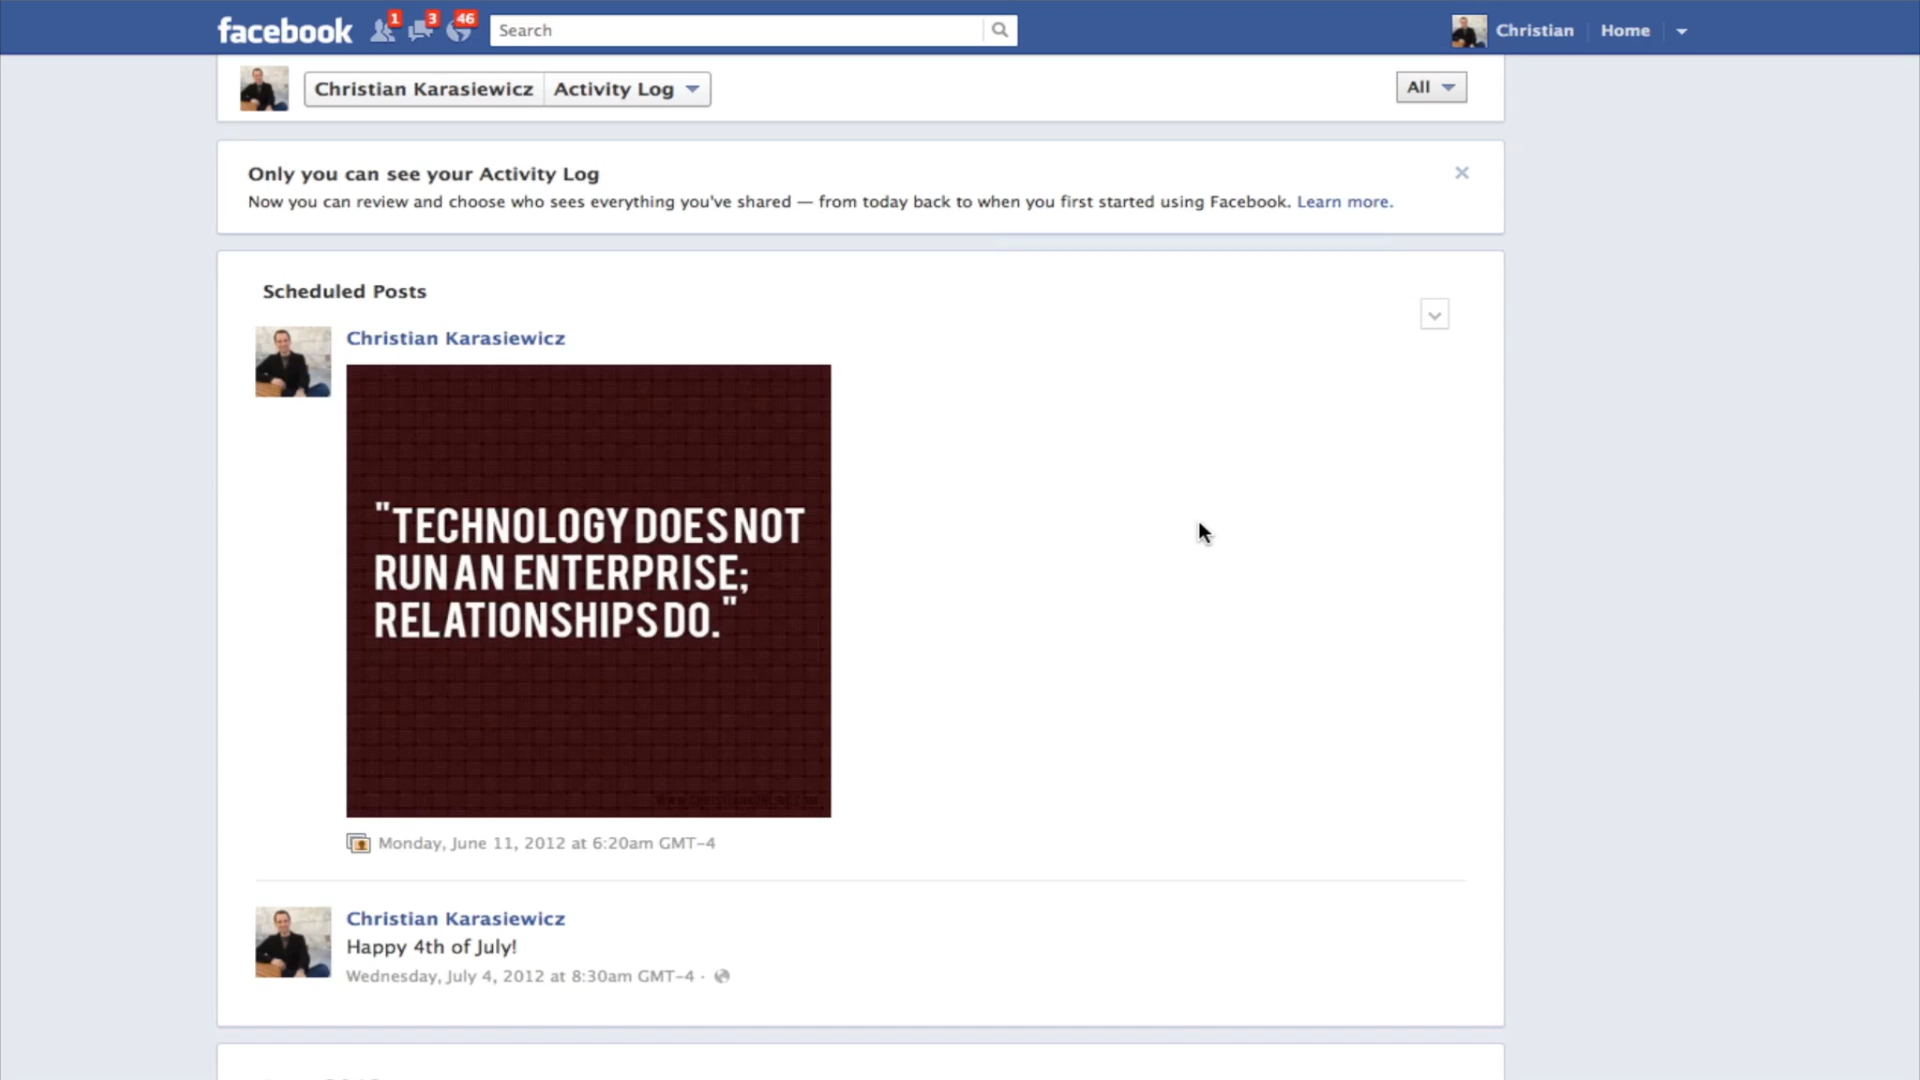 facebook 1 3 46 Search Christian Home
Christian Karasiewicz Activity Log All
Only you can see your Activity Log
Now you can review and choose who sees everything you've shared — from today back to when you first started using Facebook. Learn more.
Scheduled Posts
Christian Karasiewicz
"TECHNOLOGY DOES NOT
RUN AN ENTERPRISE;
RELATIONSHIPS DO."
Monday, June 11, 2012 at 6:20am GMT-4
Christian Karasiewicz
Happy 4th of July!
Wednesday, July 4, 2012 at 8:30am GMT-4 ·